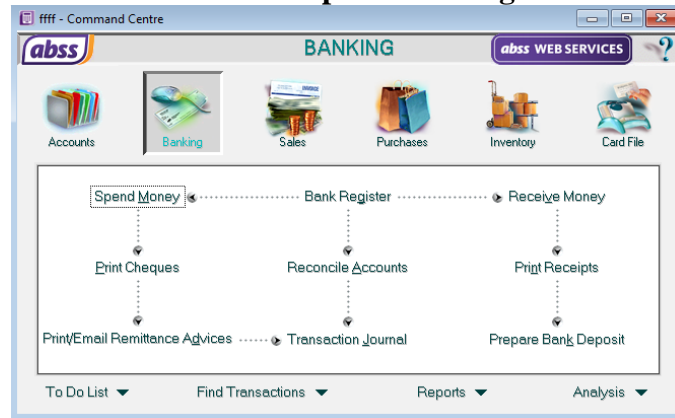 ffff - Command Centre
abss BANKING abss WEB SERVICES ?
Accounts Banking Sales Purchases Inventory Card File
Spend Money Bank Register Receive Money
Print Cheques Reconcile Accounts Print Receipts
Print/Email Remittance Advices Transaction Journal Prepare Bank Deposit
To Do List Find Transactions Reports Analysis